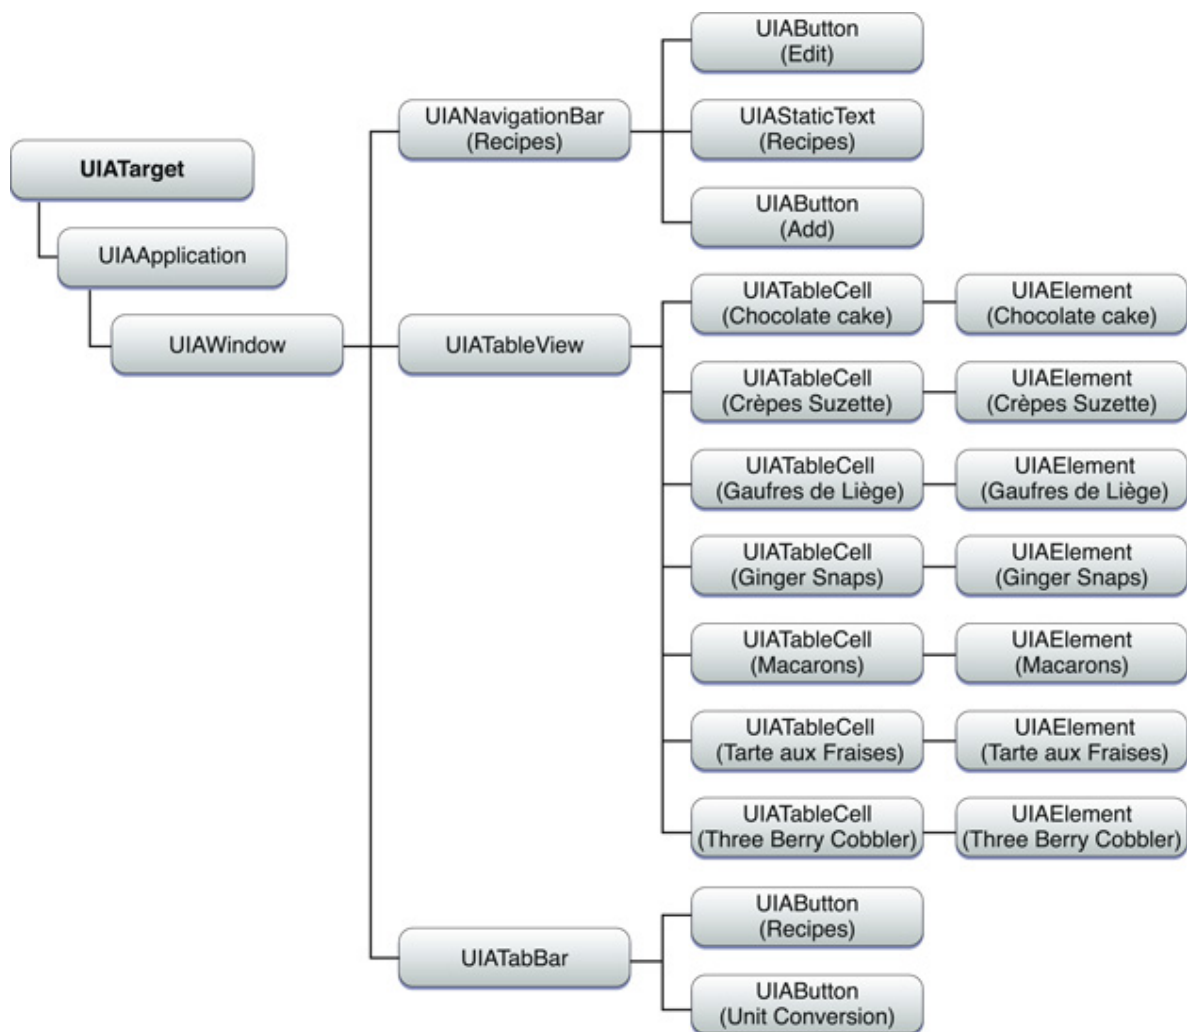 UIATarget
UIAApplication
UIAWindow
UIANavigationBar
(Recipes)
UIAButton
(Edit)
UIAStaticText
(Recipes)
UIAButton
(Add)
UIATableView
UIATableCell
(Chocolate cake)
UIAElement
(Chocolate cake)
UIATableCell
(Crèpes Suzette)
UIAElement
(Crèpes Suzette)
UIATableCell
(Gaufres de Liège)
UIAElement
(Gaufres de Liège)
UIATableCell
(Ginger Snaps)
UIAElement
(Ginger Snaps)
UIATableCell
(Macarons)
UIAElement
(Macarons)
UIATableCell
(Tarte aux Fraises)
UIAElement
(Tarte aux Fraises)
UIATableCell
(Three Berry Cobbler)
UIAElement
(Three Berry Cobbler)
UIATabBar
UIAButton
(Recipes)
UIAButton
(Unit Conversion)